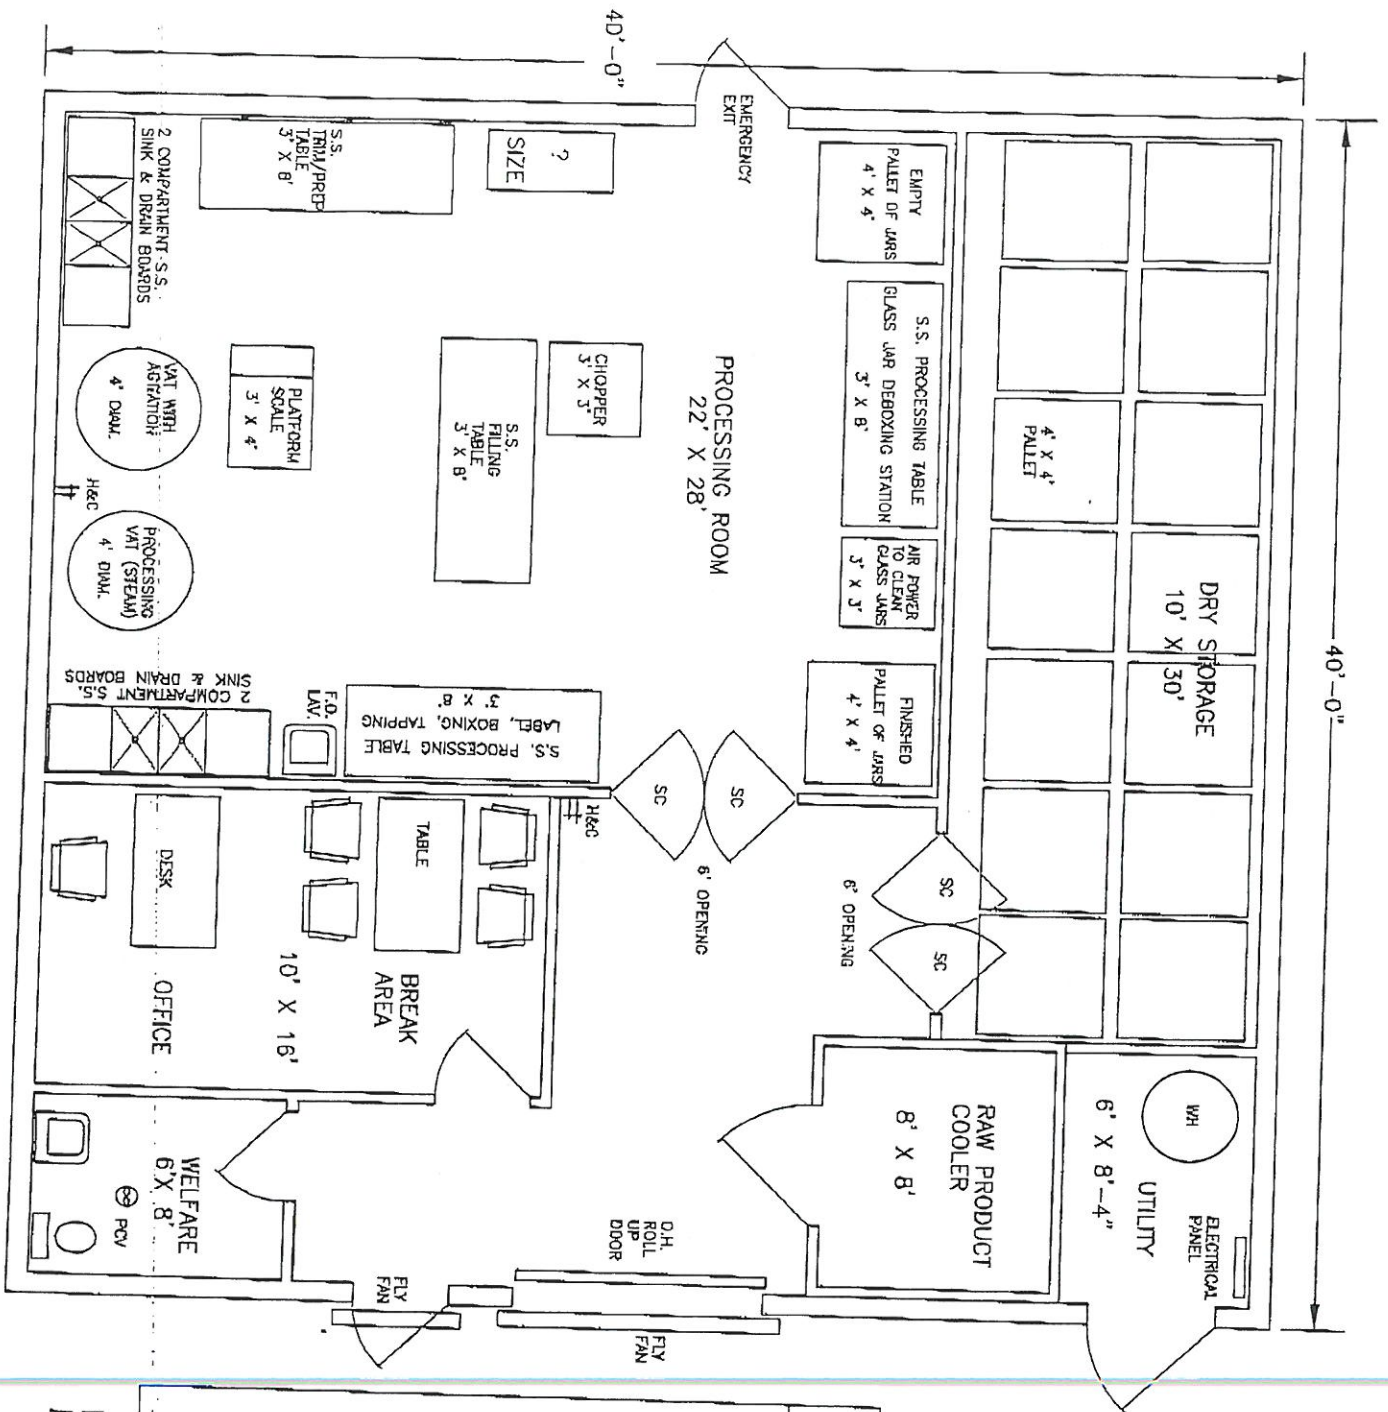 40'-0"
40'-0"
EMERGENCY
EXIT
2 COMPARTMENT S.S.
SINK & DRAIN BOARDS
S.S.
TRIM/PREP
TABLE
3' X 8'
?
SIZE
EMPTY
PALLET OF JARS
4' X 4'
S.S. PROCESSING TABLE
GLASS JAR DEBOXING STATION
3' X 8'
AIR POWER
TO CLEAN
GLASS JARS
3' X 3'
FINISHED
PALLET OF JARS
4' X 4'
4' X 4'
PALLET
DRY STORAGE
10' X 30'
PROCESSING ROOM
22' X 28'
CHOPPER
3' X 3'
S.S.
FILLING
TABLE
3' X 8'
PLATFORM
SCALE
3' X 4'
VAT WITH
AGITATION
4' DIAM.
H&C
PROCESSING
VAT (STEAM)
4' DIAM.
2 COMPARTMENT S.S.
SINK & DRAIN BOARDS
F.O.
LAV.
S.S. PROCESSING TABLE
LABEL, BOXING, TAPPING
3' X 8'
H&C
SC
SC
6' OPENING
SC
SC
6' OPENING
TABLE
DESK
BREAK
AREA
10' X 16'
OFFICE
WELFARE
6'X 8'
PCV
FLY
FAN
O.H.
ROLL
UP
DOOR
FLY
FAN
RAW PRODUCT
COOLER
8' X 8'
WH
UTILITY
6' X 8'-4"
ELECTRICAL
PANEL